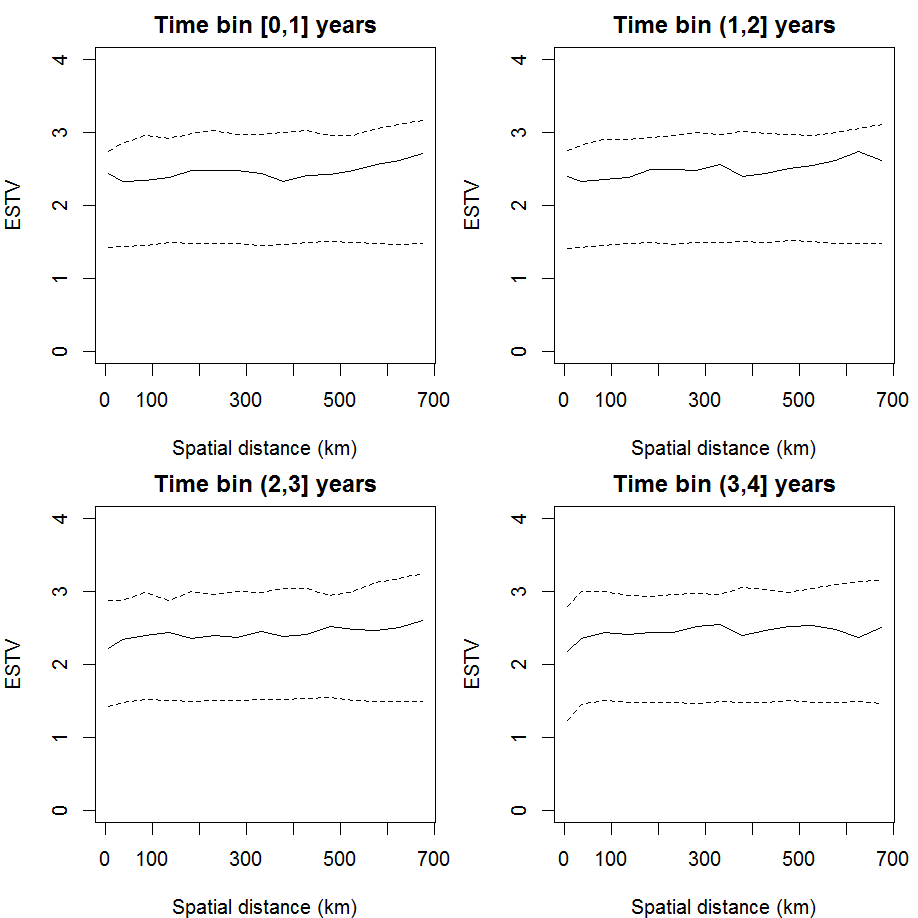 Time bin [0,1] years
ESTV
4
3
2
1
0
0 100 300 500 700
Spatial distance (km)
Time bin (1,2] years
ESTV
4
3
2
1
0
0 100 300 500 700
Spatial distance (km)
Time bin (2,3] years
ESTV
4
3
2
1
0
0 100 300 500 700
Spatial distance (km)
Time bin (3,4] years
ESTV
4
3
2
1
0
0 100 300 500 700
Spatial distance (km)